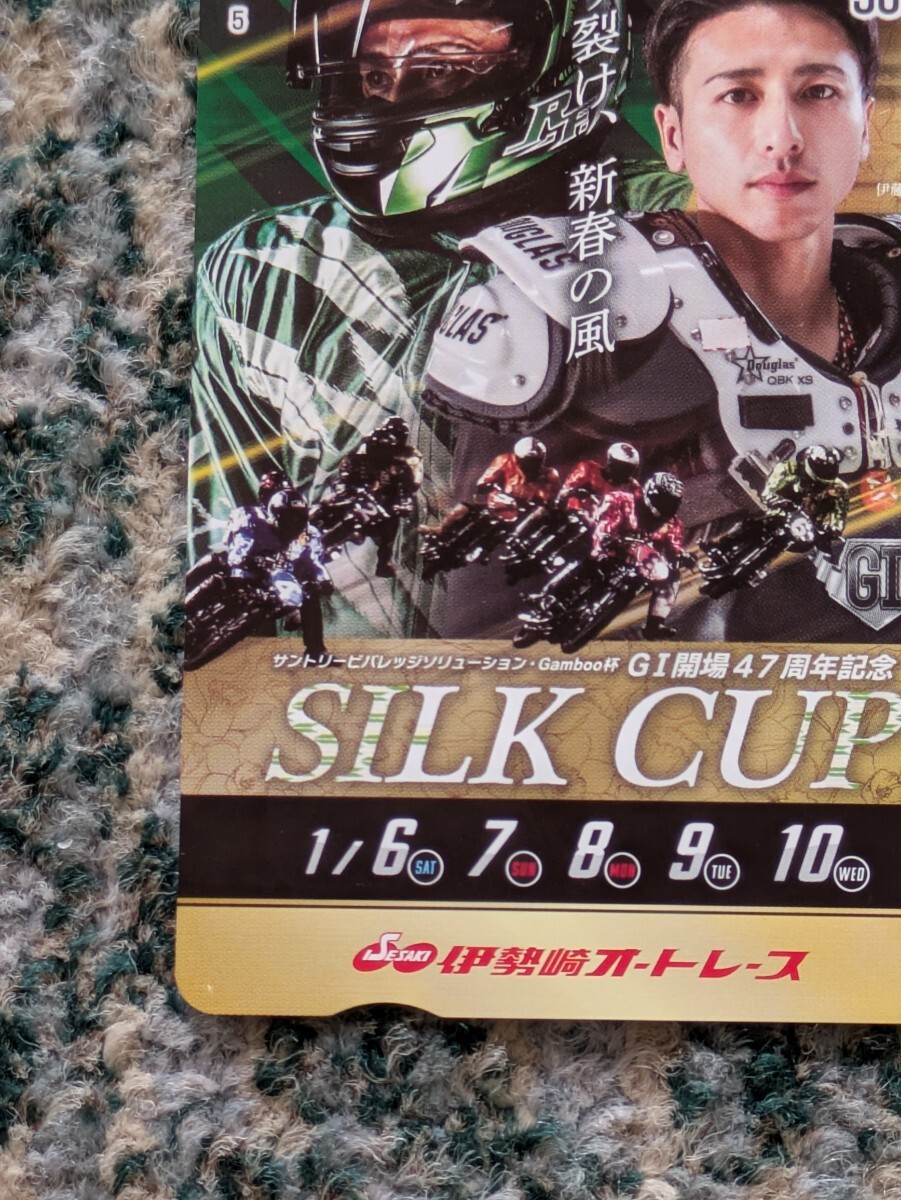 5
裂け、
新春の風
伊藤
DOUGLAS
Douglas
QBK XS
GI
サントリービバレッジソリューション・Gamboo杯 GI開場47周年記念
SILK CUP
1/6 SAT 7 SUN 8 MON 9 TUE 10 WED
ISESAKI 伊勢崎オートレース